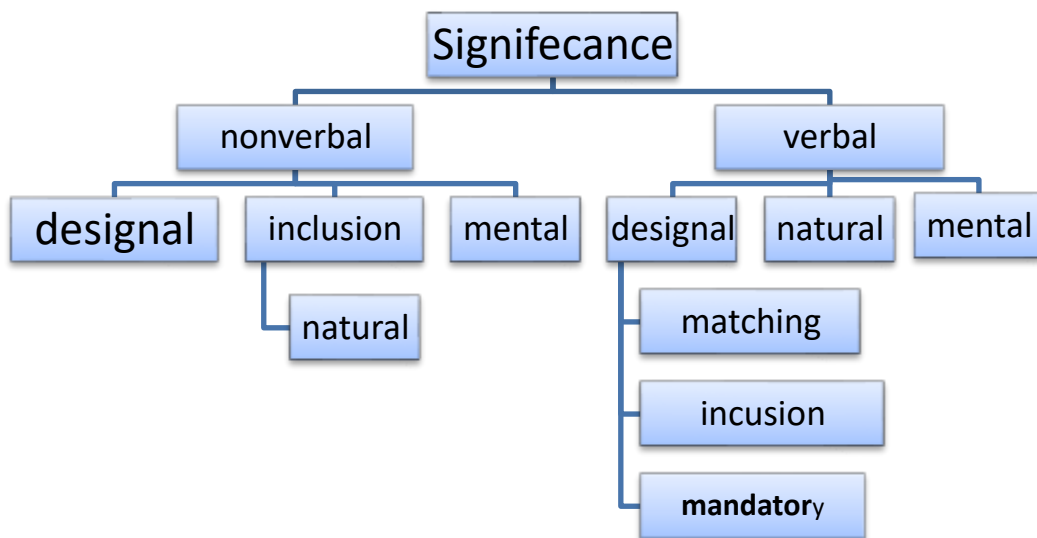 Signifecance
nonverbal
verbal
designal
inclusion
mental
designal
natural
mental
natural
matching
incusion
mandatory